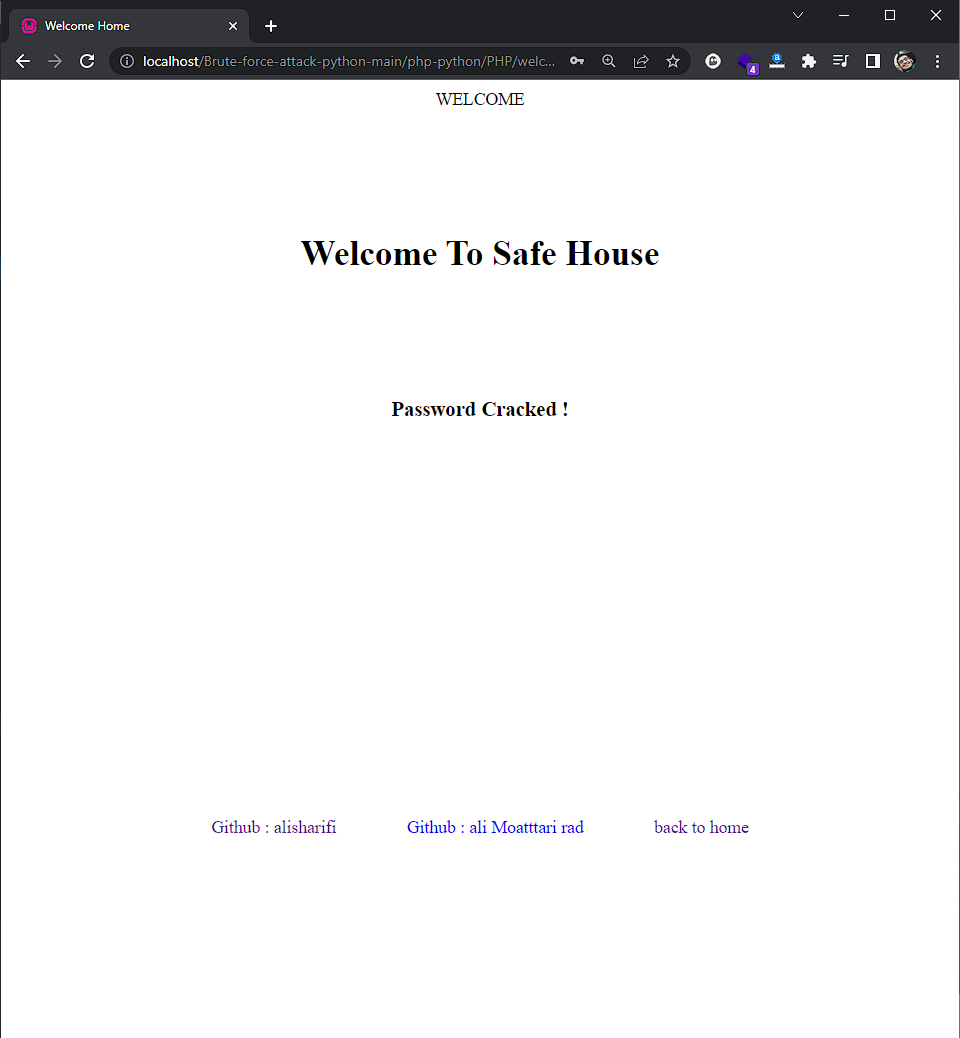 Welcome Home
localhost/Brute-force-attack-python-main/php-python/PHP/welc...
4
WELCOME
Welcome To Safe House
Password Cracked !
Github : alisharifi Github : ali Moatttari rad back to home